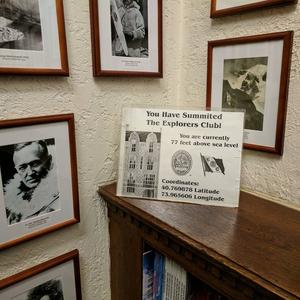 You Have Summited
The Explorers Club!
You are currently
77 feet above sea level
Coordinates:
40.769878 Latitude
73.965606 Longitude